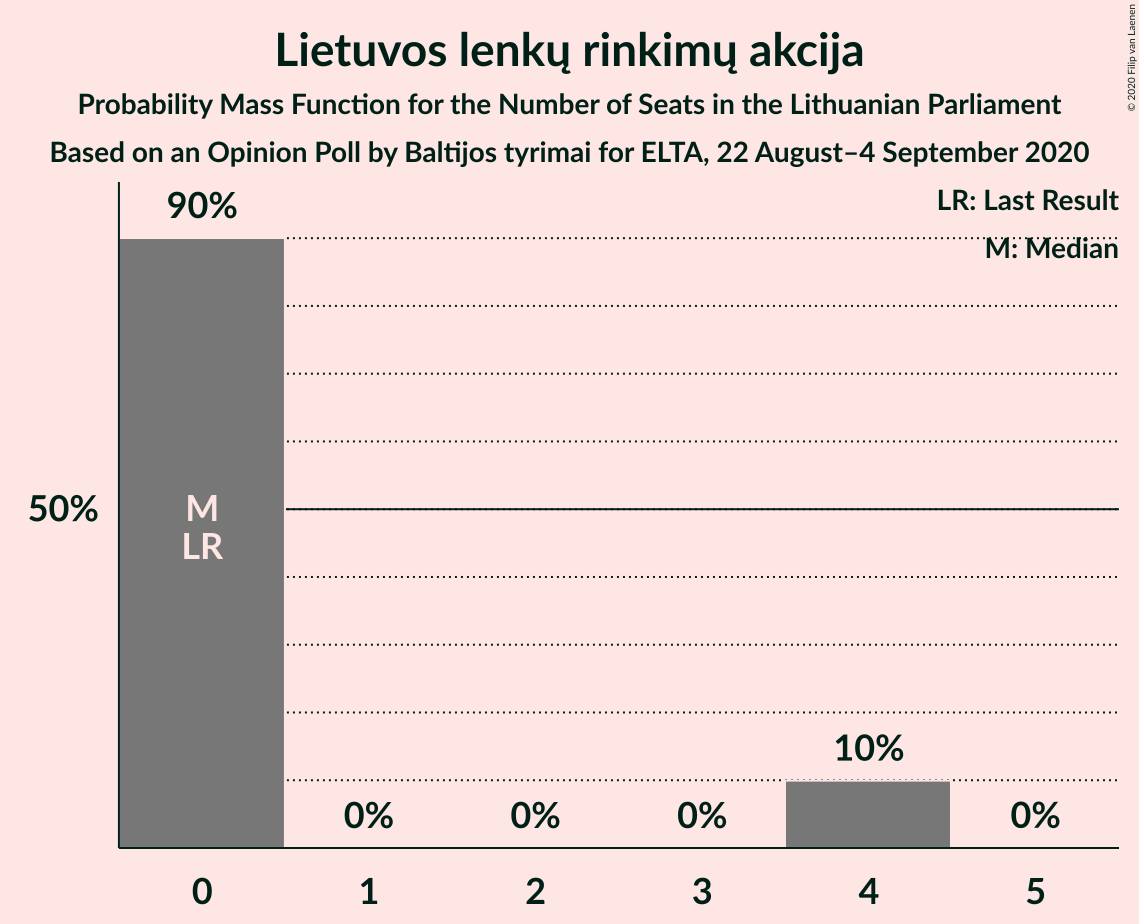 Lietuvos lenkų rinkimų akcija
Probability Mass Function for the Number of Seats in the Lithuanian Parliament
Based on an Opinion Poll by Baltijos tyrimai for ELTA, 22 August–4 September 2020
© 2020 Filip van Laenen
LR: Last Result
M: Median
90%
50%
M
LR
10%
0%
0%
0%
0%
0
1
2
3
4
5